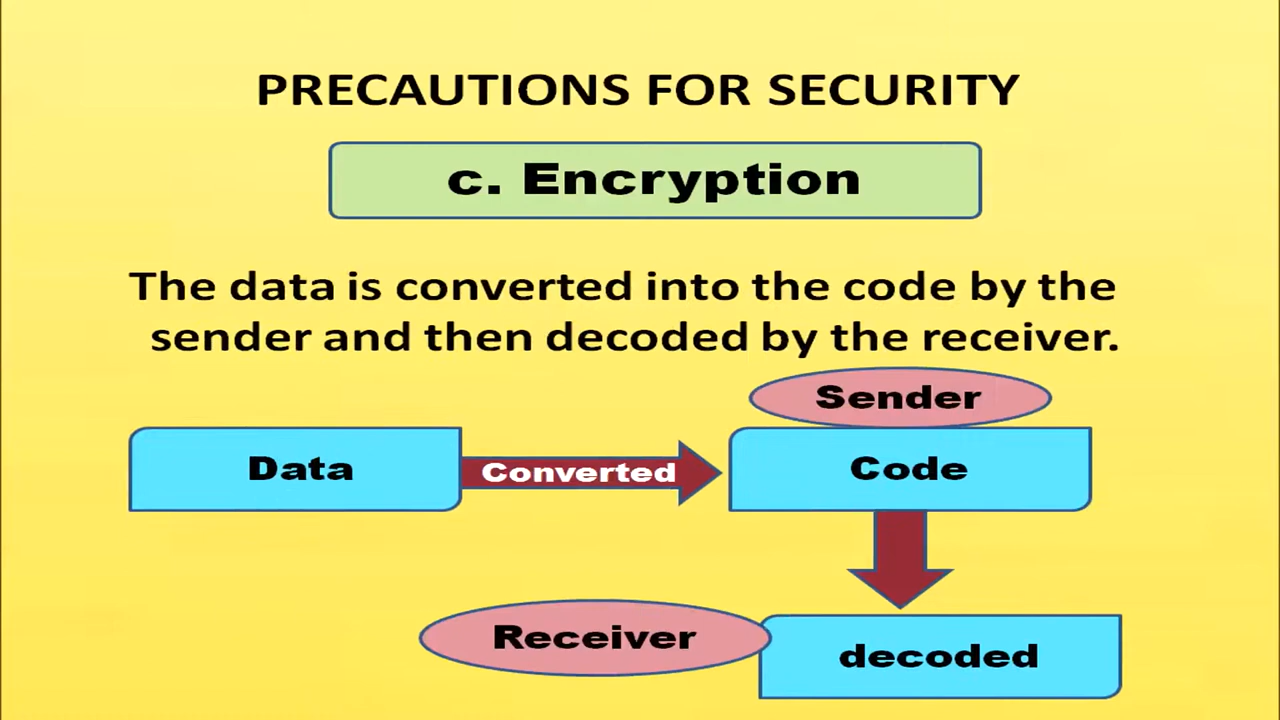 PRECAUTIONS FOR SECURITY
c. Encryption
The data is converted into the code by the
sender and then decoded by the receiver.
Sender
Data
Converted
Code
Receiver
decoded